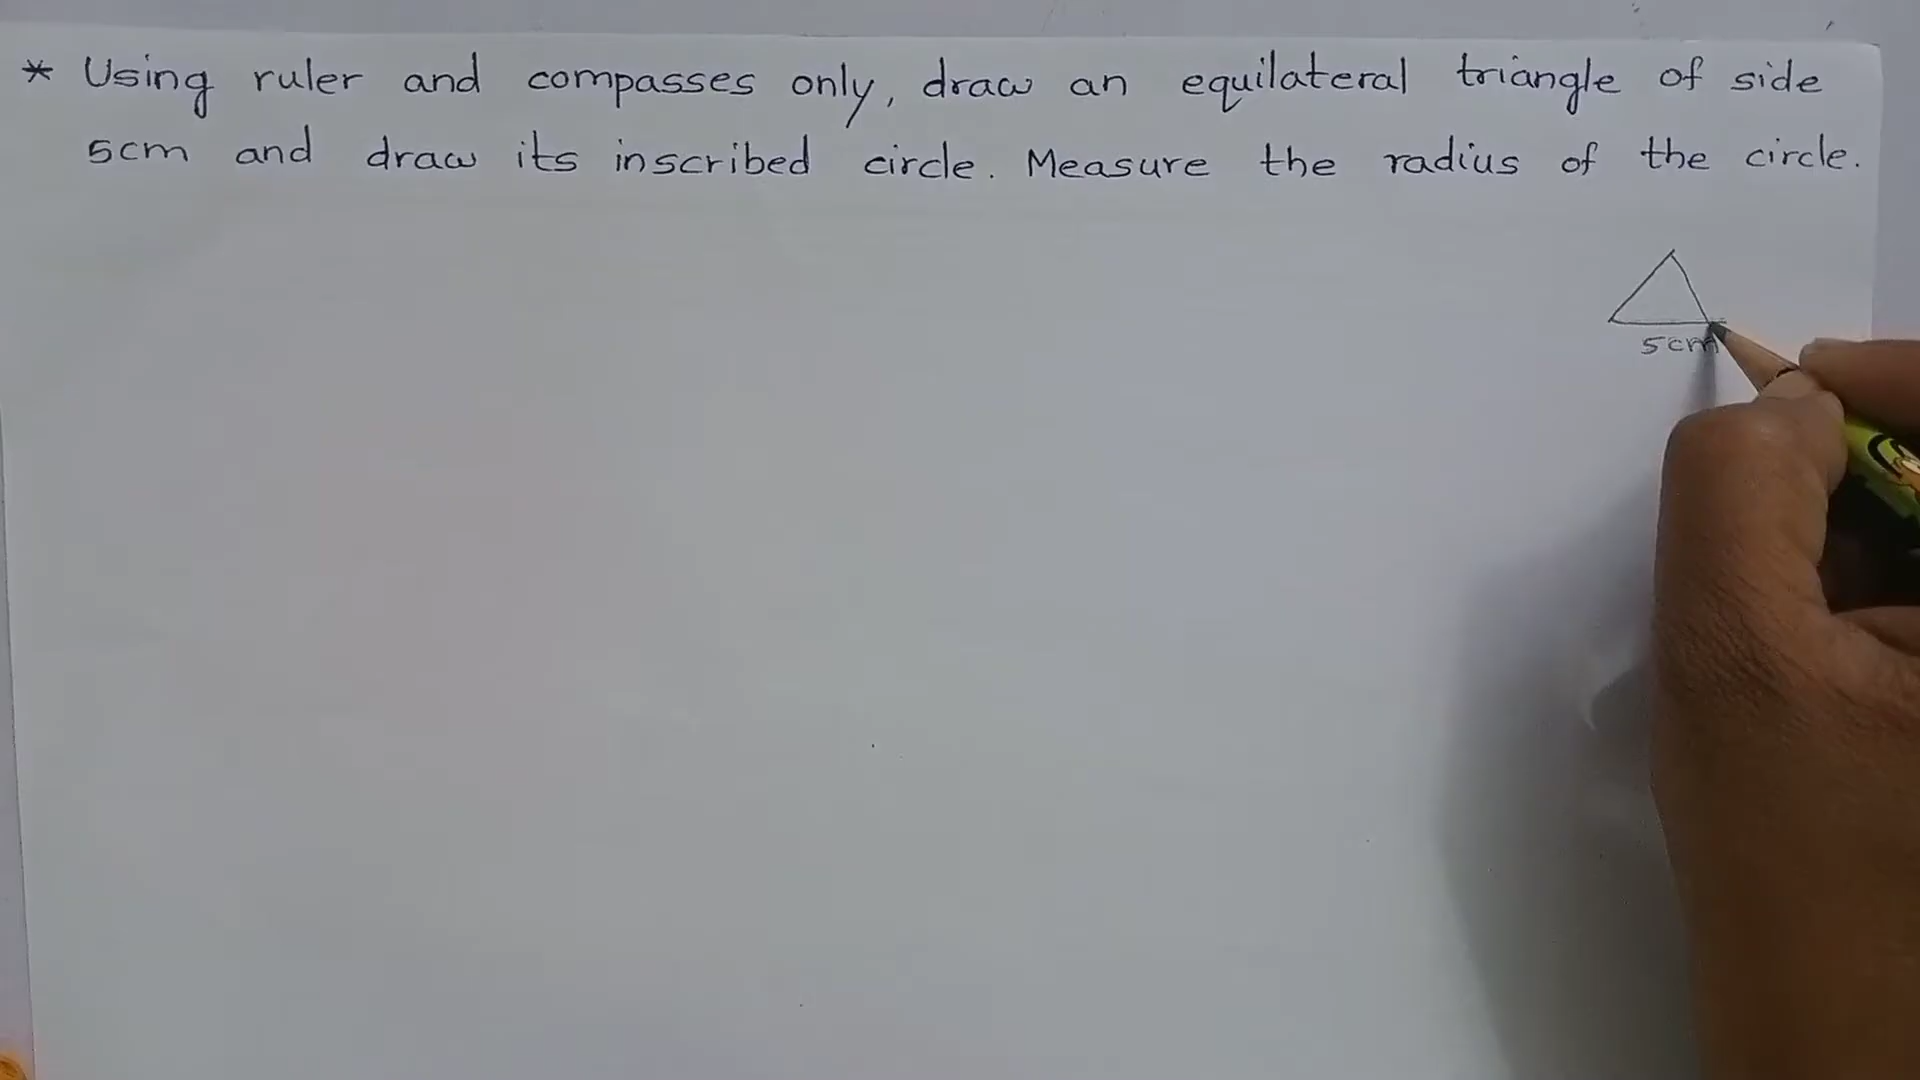 * Using ruler and compasses only, draw an equilateral triangle of side
5cm and draw its inscribed circle. Measure the radius of the circle.
5cm